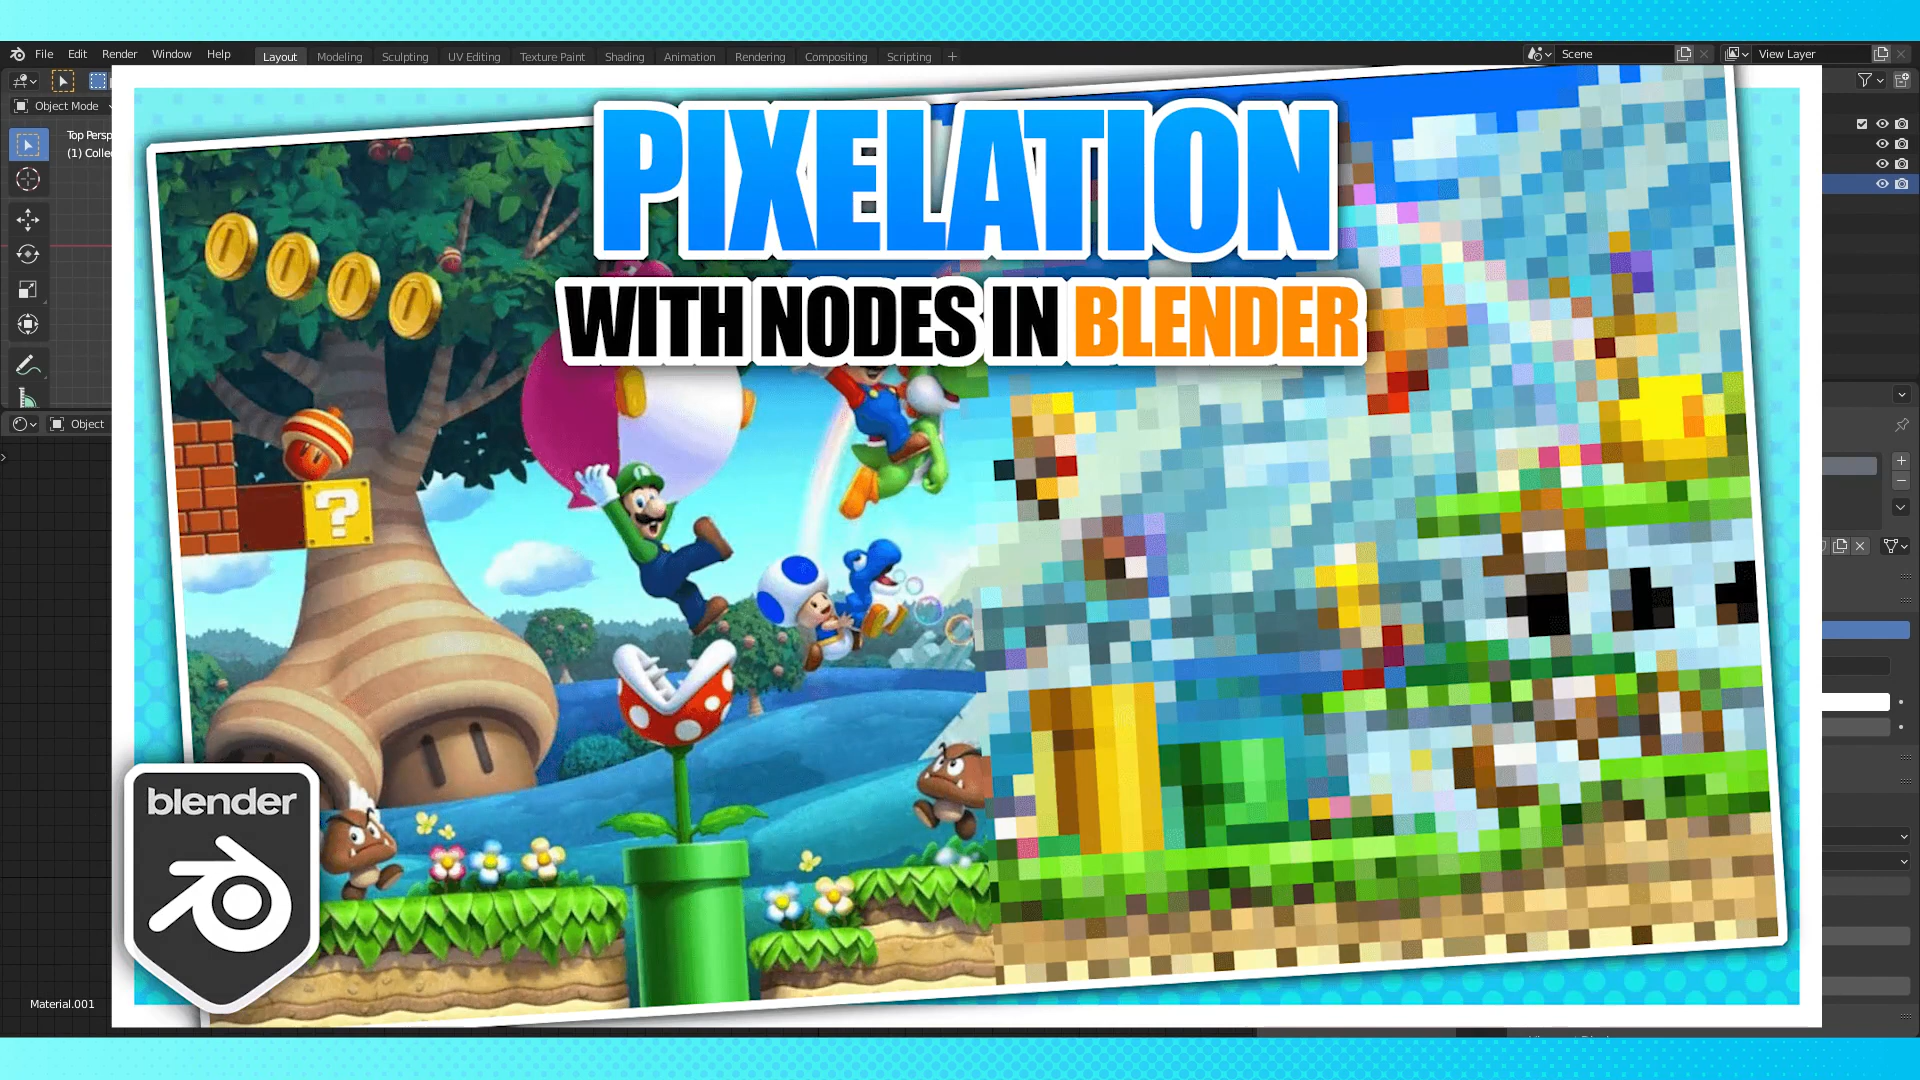 File Edit Render Window Help Layout Modeling Sculpting UV Editing Texture Paint Shading Animation Rendering Compositing Scripting + Scene View Layer
Object Mode
Top Persp
(1) Colle
PIXELATION
WITH NODES IN BLENDER
Object
?
blender
Material.001